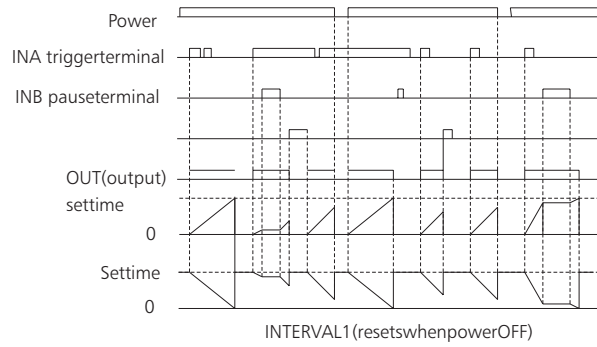 Power
INA triggerterminal
INB pauseterminal
OUT(output)
settime
0
Settime
0
INTERVAL1(resetswhenpowerOFF)